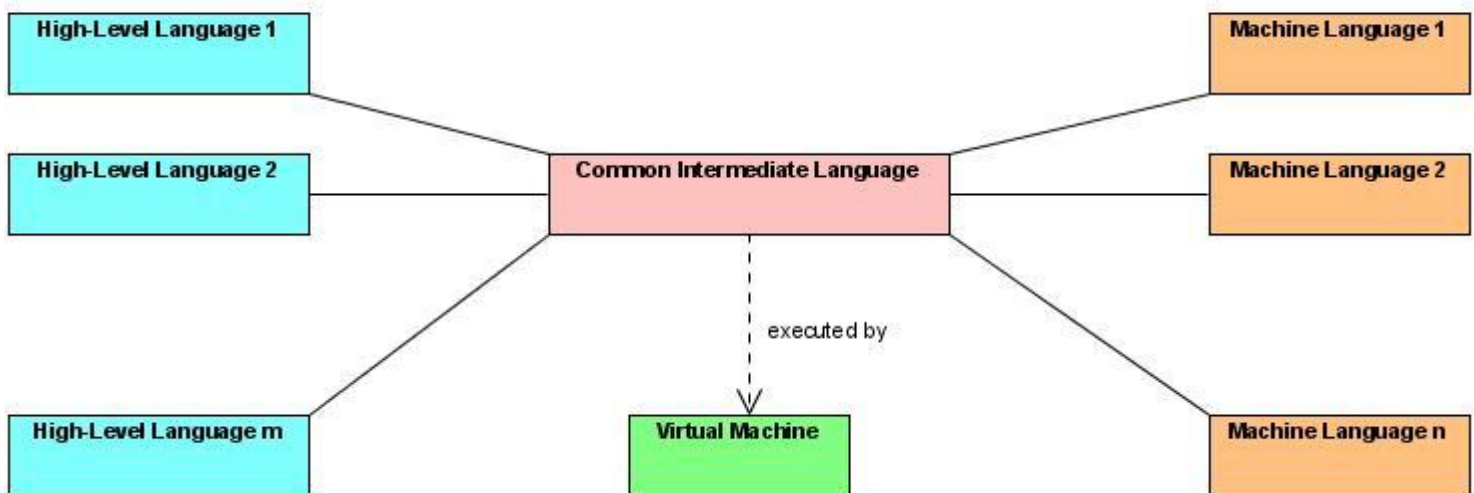 High-Level Language 1
Machine Language 1
High-Level Language 2
Common Intermediate Language
Machine Language 2
executed by
High-Level Language m
Virtual Machine
Machine Language n